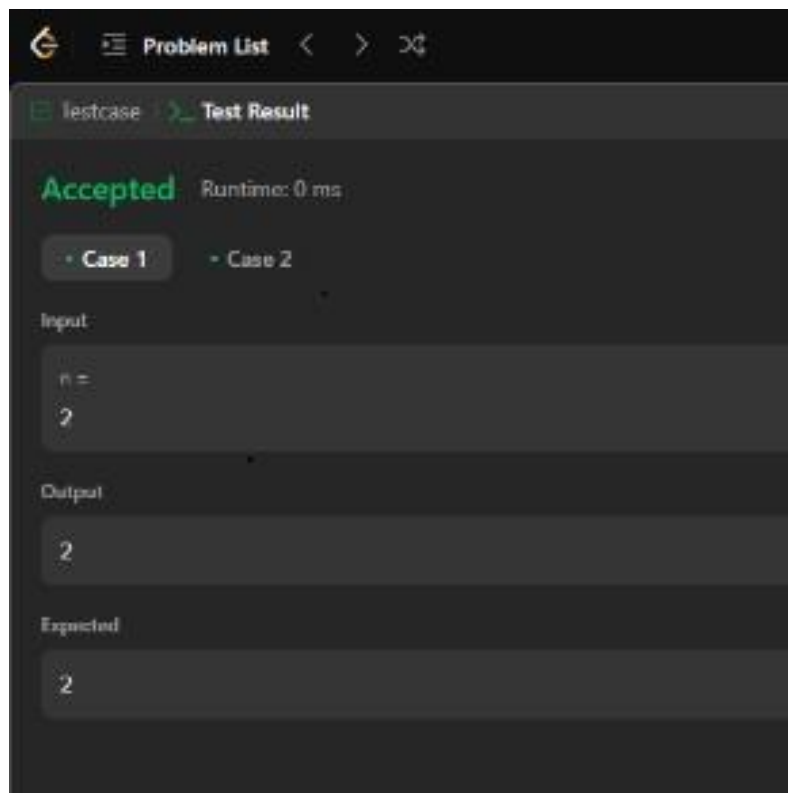 Problem List
Testcase Test Result
Accepted Runtime: 0 ms
Case 1 Case 2
Input
n =
2
Output
2
Expected
2